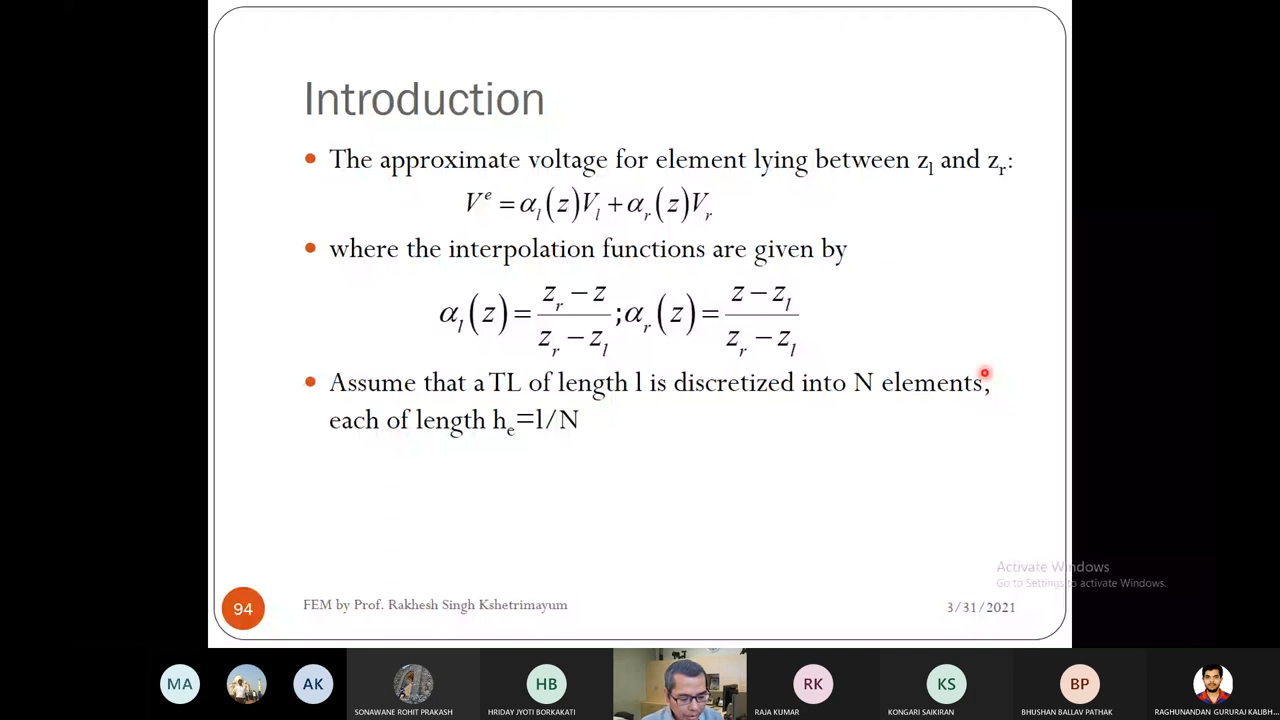 Introduction
The approximate voltage for element lying between z_l and z_r:
V^e = α_l(z)V_l + α_r(z)V_r
where the interpolation functions are given by
α_l(z) = (z_r − z)/(z_r − z_l); α_r(z) = (z − z_l)/(z_r − z_l)
Assume that a TL of length l is discretized into N elements,
each of length h_e=l/N
Activate Windows
Go to Settings to activate Windows.
94
FEM by Prof. Rakhesh Singh Kshetrimayum
3/31/2021
MA
AK
HB
RK
KS
BP
SONAWANE ROHIT PRAKASH
HRIDAY JYOTI BORKAKATI
RAJA KUMAR
KONGARI SAIKIRAN
BHUSHAN BALLAV PATHAK
RAGHUNANDAN GURURAJ KALIBH...